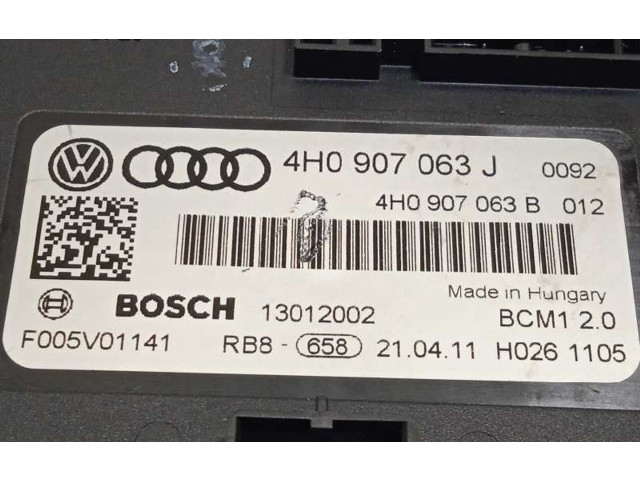 4H0 907 063 J 0092
4H0 907 063 B 012
Made in Hungary
BOSCH 13012002 BCM1 2.0
F005V01141 RB8 - 658 21.04.11 H026 1105